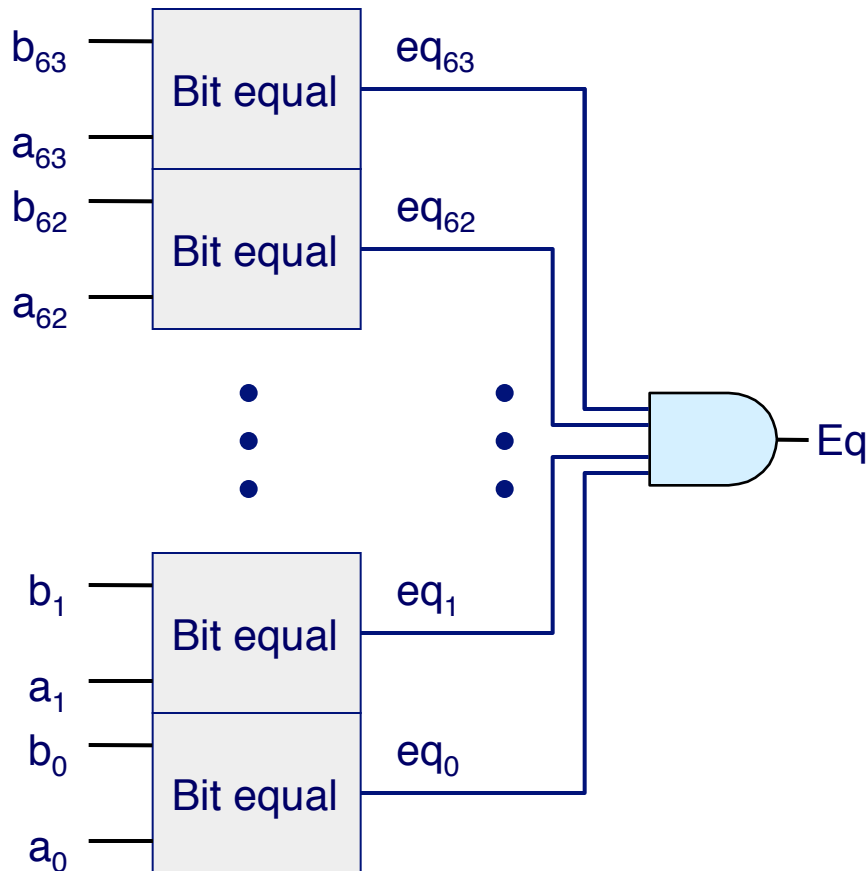 b₆₃
eq₆₃
Bit equal
a₆₃
b₆₂
eq₆₂
Bit equal
a₆₂
Eq
b₁
eq₁
Bit equal
a₁
b₀
eq₀
Bit equal
a₀